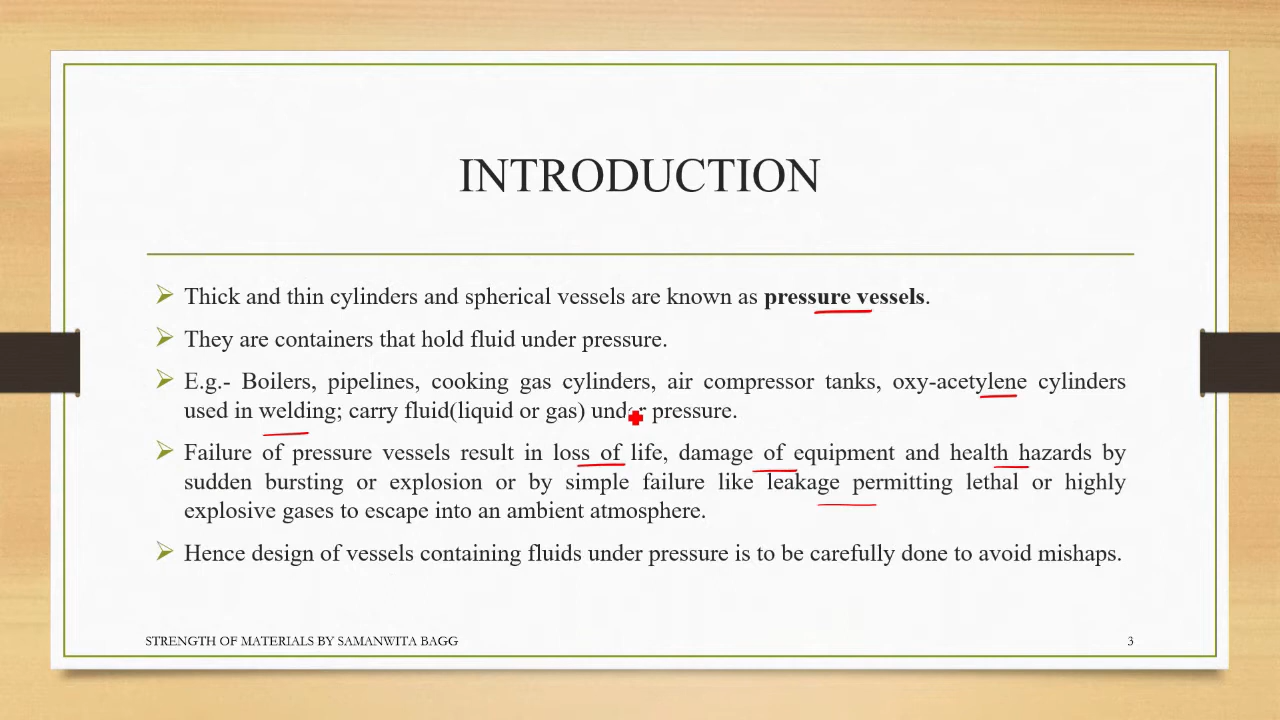 INTRODUCTION
Thick and thin cylinders and spherical vessels are known as pressure vessels.
They are containers that hold fluid under pressure.
E.g.- Boilers, pipelines, cooking gas cylinders, air compressor tanks, oxy-acetylene cylinders
used in welding; carry fluid(liquid or gas) under pressure.
Failure of pressure vessels result in loss of life, damage of equipment and health hazards by
sudden bursting or explosion or by simple failure like leakage permitting lethal or highly
explosive gases to escape into an ambient atmosphere.
Hence design of vessels containing fluids under pressure is to be carefully done to avoid mishaps.
STRENGTH OF MATERIALS BY SAMANWITA BAGG 3